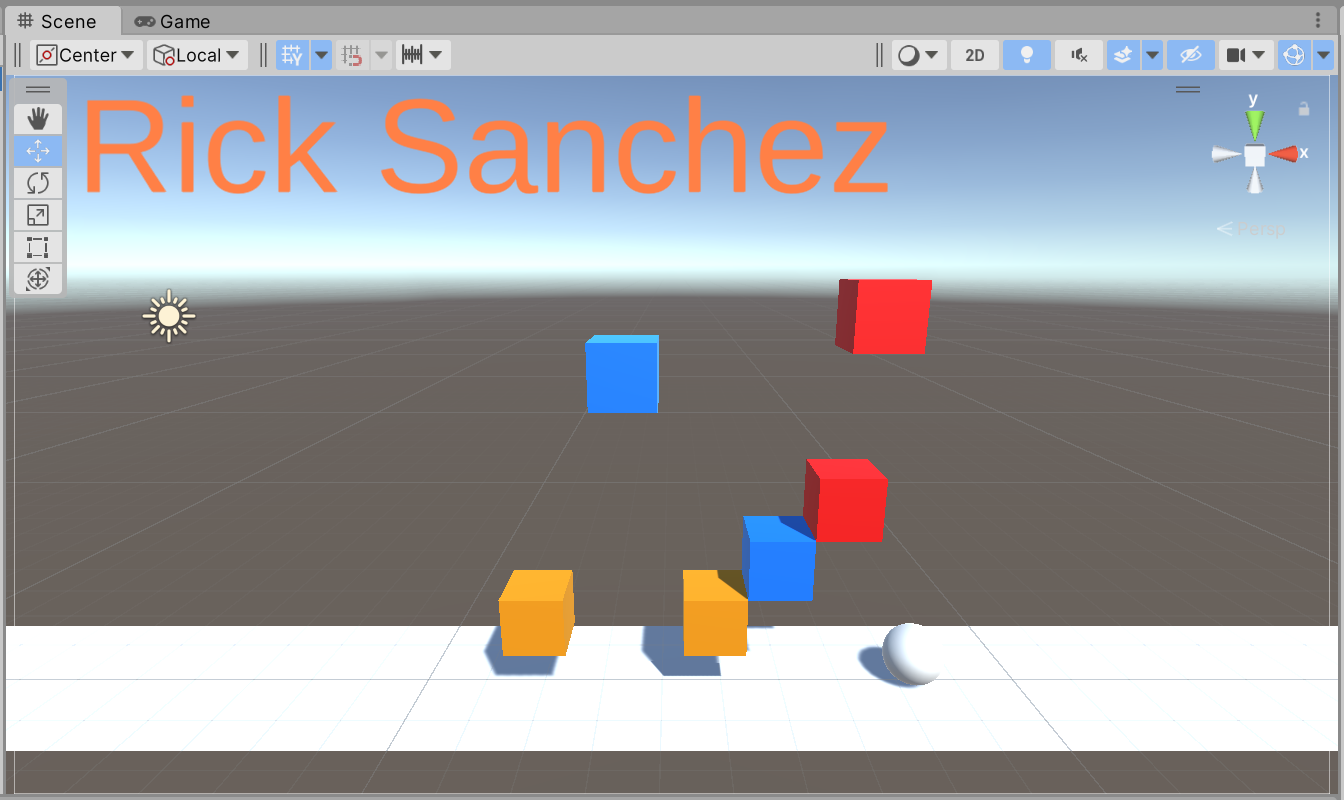 Scene Game
Center Local 2D
Rick Sanchez
y
x
Persp